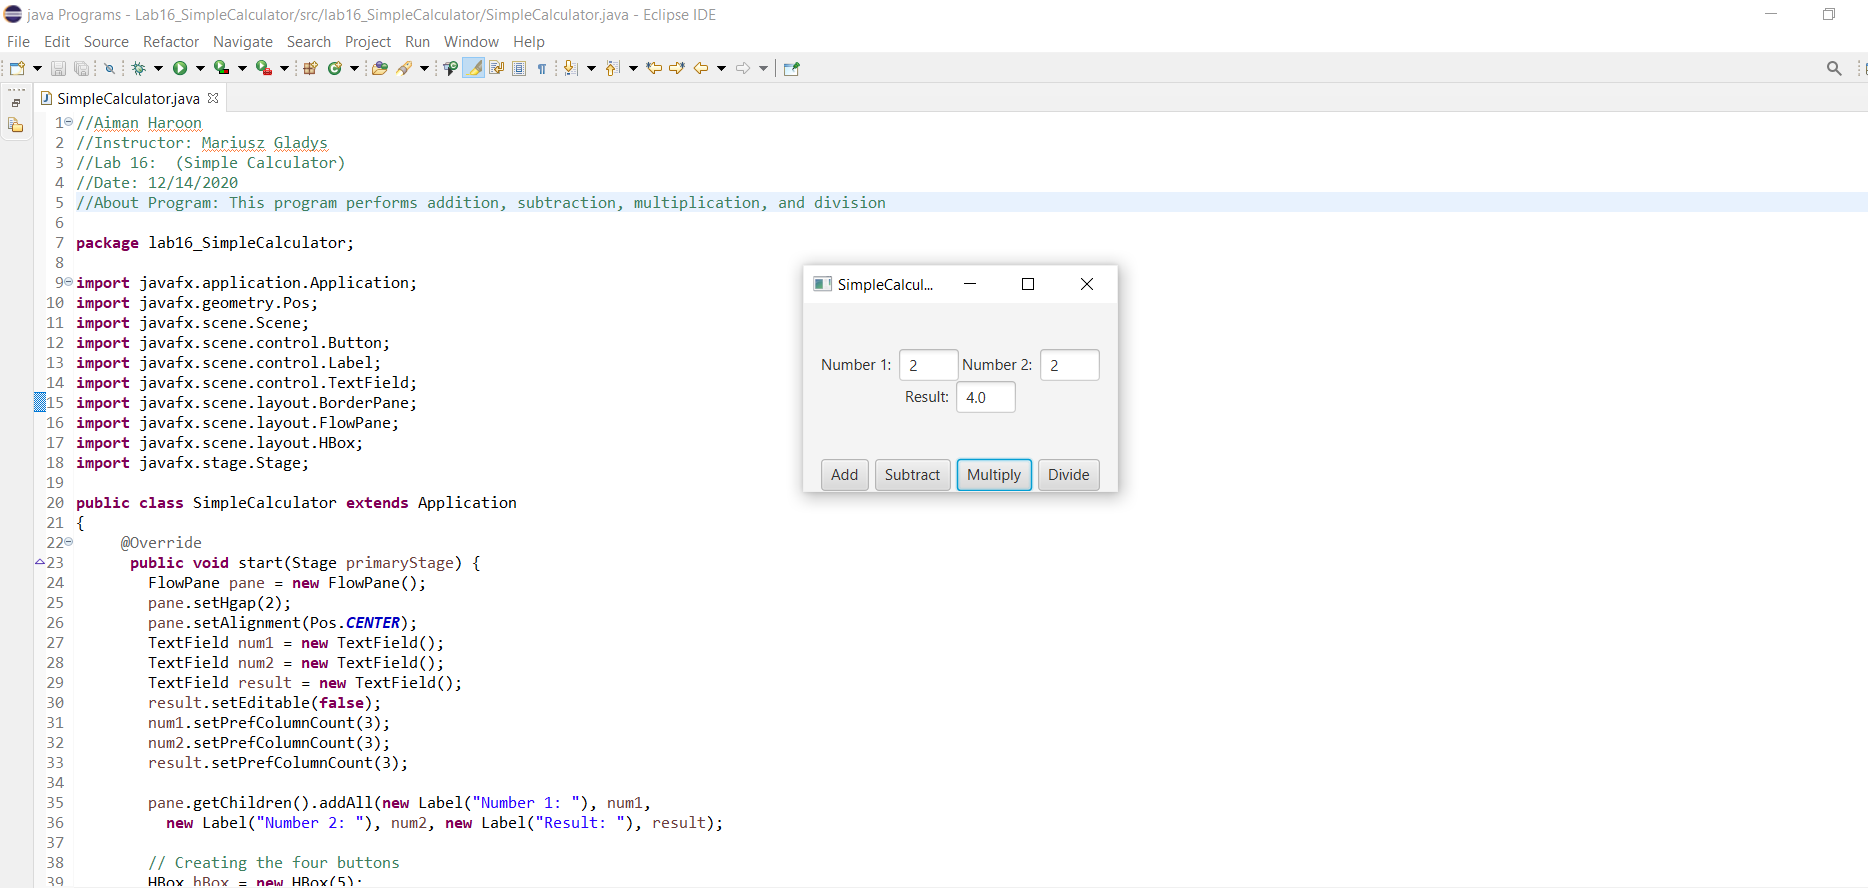 java Programs - Lab16_SimpleCalculator/src/lab16_SimpleCalculator/SimpleCalculator.java - Eclipse IDE
File Edit Source Refactor Navigate Search Project Run Window Help
SimpleCalculator.java
1 //Aiman Haroon
2 //Instructor: Mariusz Gladys
3 //Lab 16:  (Simple Calculator)
4 //Date: 12/14/2020
5 //About Program: This program performs addition, subtraction, multiplication, and division
6
7 package lab16_SimpleCalculator;
8
9 import javafx.application.Application;
10 import javafx.geometry.Pos;
11 import javafx.scene.Scene;
12 import javafx.scene.control.Button;
13 import javafx.scene.control.Label;
14 import javafx.scene.control.TextField;
15 import javafx.scene.layout.BorderPane;
16 import javafx.scene.layout.FlowPane;
17 import javafx.scene.layout.HBox;
18 import javafx.stage.Stage;
19
20 public class SimpleCalculator extends Application
21 {
22 @Override
23 public void start(Stage primaryStage) {
24 FlowPane pane = new FlowPane();
25 pane.setHgap(2);
26 pane.setAlignment(Pos.CENTER);
27 TextField num1 = new TextField();
28 TextField num2 = new TextField();
29 TextField result = new TextField();
30 result.setEditable(false);
31 num1.setPrefColumnCount(3);
32 num2.setPrefColumnCount(3);
33 result.setPrefColumnCount(3);
34
35 pane.getChildren().addAll(new Label("Number 1: "), num1,
36 new Label("Number 2: "), num2, new Label("Result: "), result);
37
38 // Creating the four buttons
39 HBox hBox = new HBox(5);
SimpleCalcul...
Number 1: 2 Number 2: 2
Result: 4.0
Add Subtract Multiply Divide